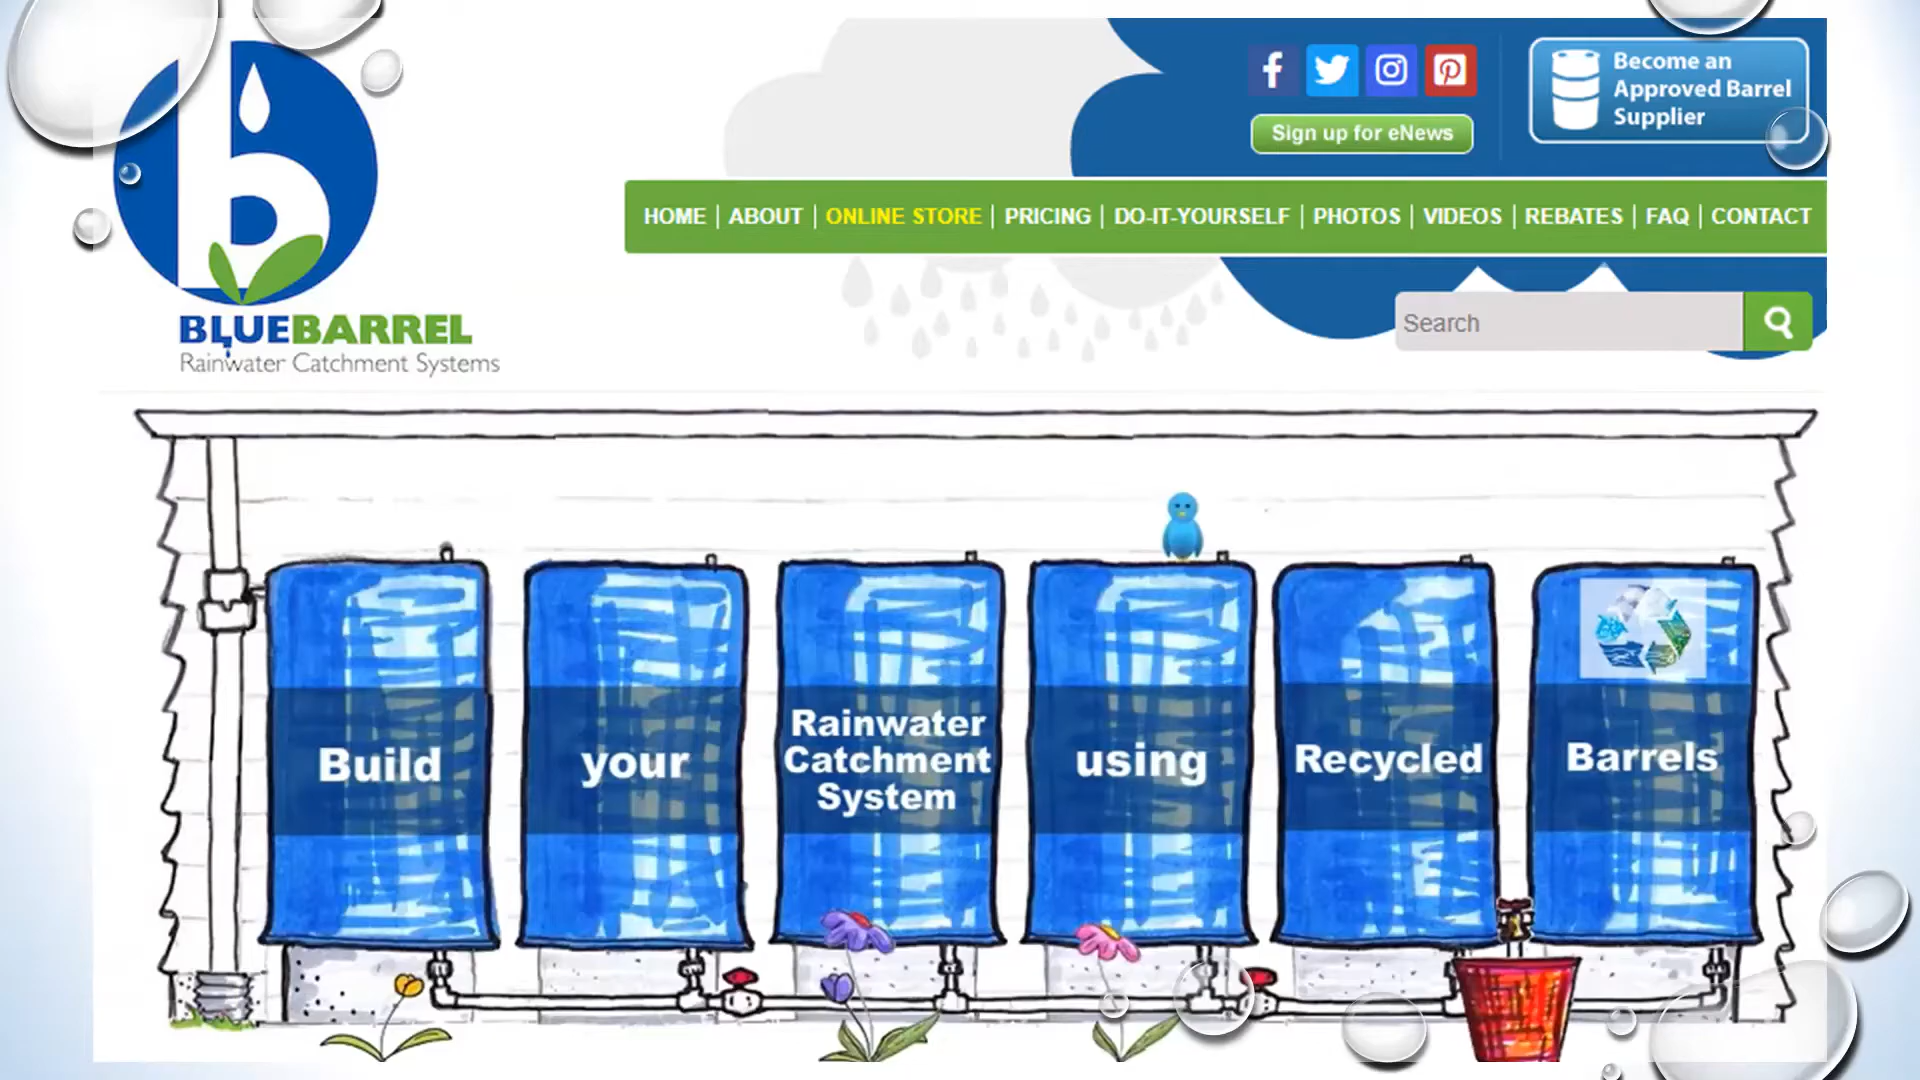 Become an
Approved Barrel
Supplier
Sign up for eNews
HOME | ABOUT | ONLINE STORE | PRICING | DO-IT-YOURSELF | PHOTOS | VIDEOS | REBATES | FAQ | CONTACT
BLUEBARREL
Rainwater Catchment Systems
Search
Build
your
Rainwater
Catchment
System
using
Recycled
Barrels